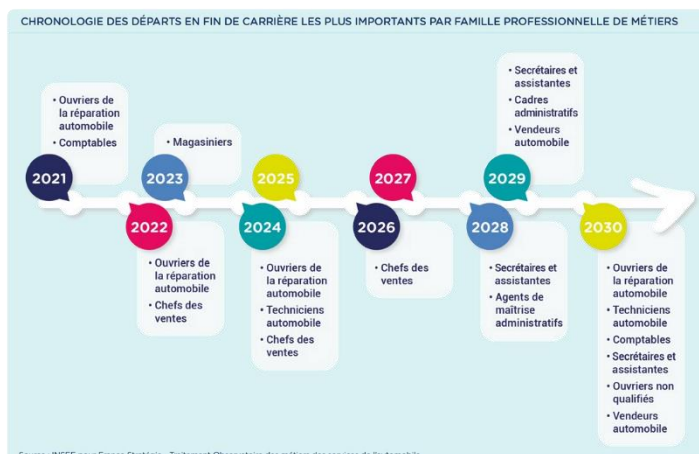 CHRONOLOGIE DES DÉPARTS EN FIN DE CARRIÈRE LES PLUS IMPORTANTS PAR FAMILLE PROFESSIONNELLE DE MÉTIERS
2021
• Ouvriers de
la réparation
automobile
• Comptables
2022
• Ouvriers de
la réparation
automobile
• Chefs des
ventes
2023
• Magasiniers
2024
• Ouvriers de
la réparation
automobile
• Techniciens
automobile
• Chefs des
ventes
2025
2026
• Chefs des
ventes
2027
2028
• Secrétaires et
assistantes
• Agents de
maîtrise
administratifs
2029
• Secrétaires et
assistantes
• Cadres
administratifs
• Vendeurs
automobile
2030
• Ouvriers de
la réparation
automobile
• Techniciens
automobile
• Comptables
• Secrétaires et
assistantes
• Ouvriers non
qualifiés
• Vendeurs
automobile